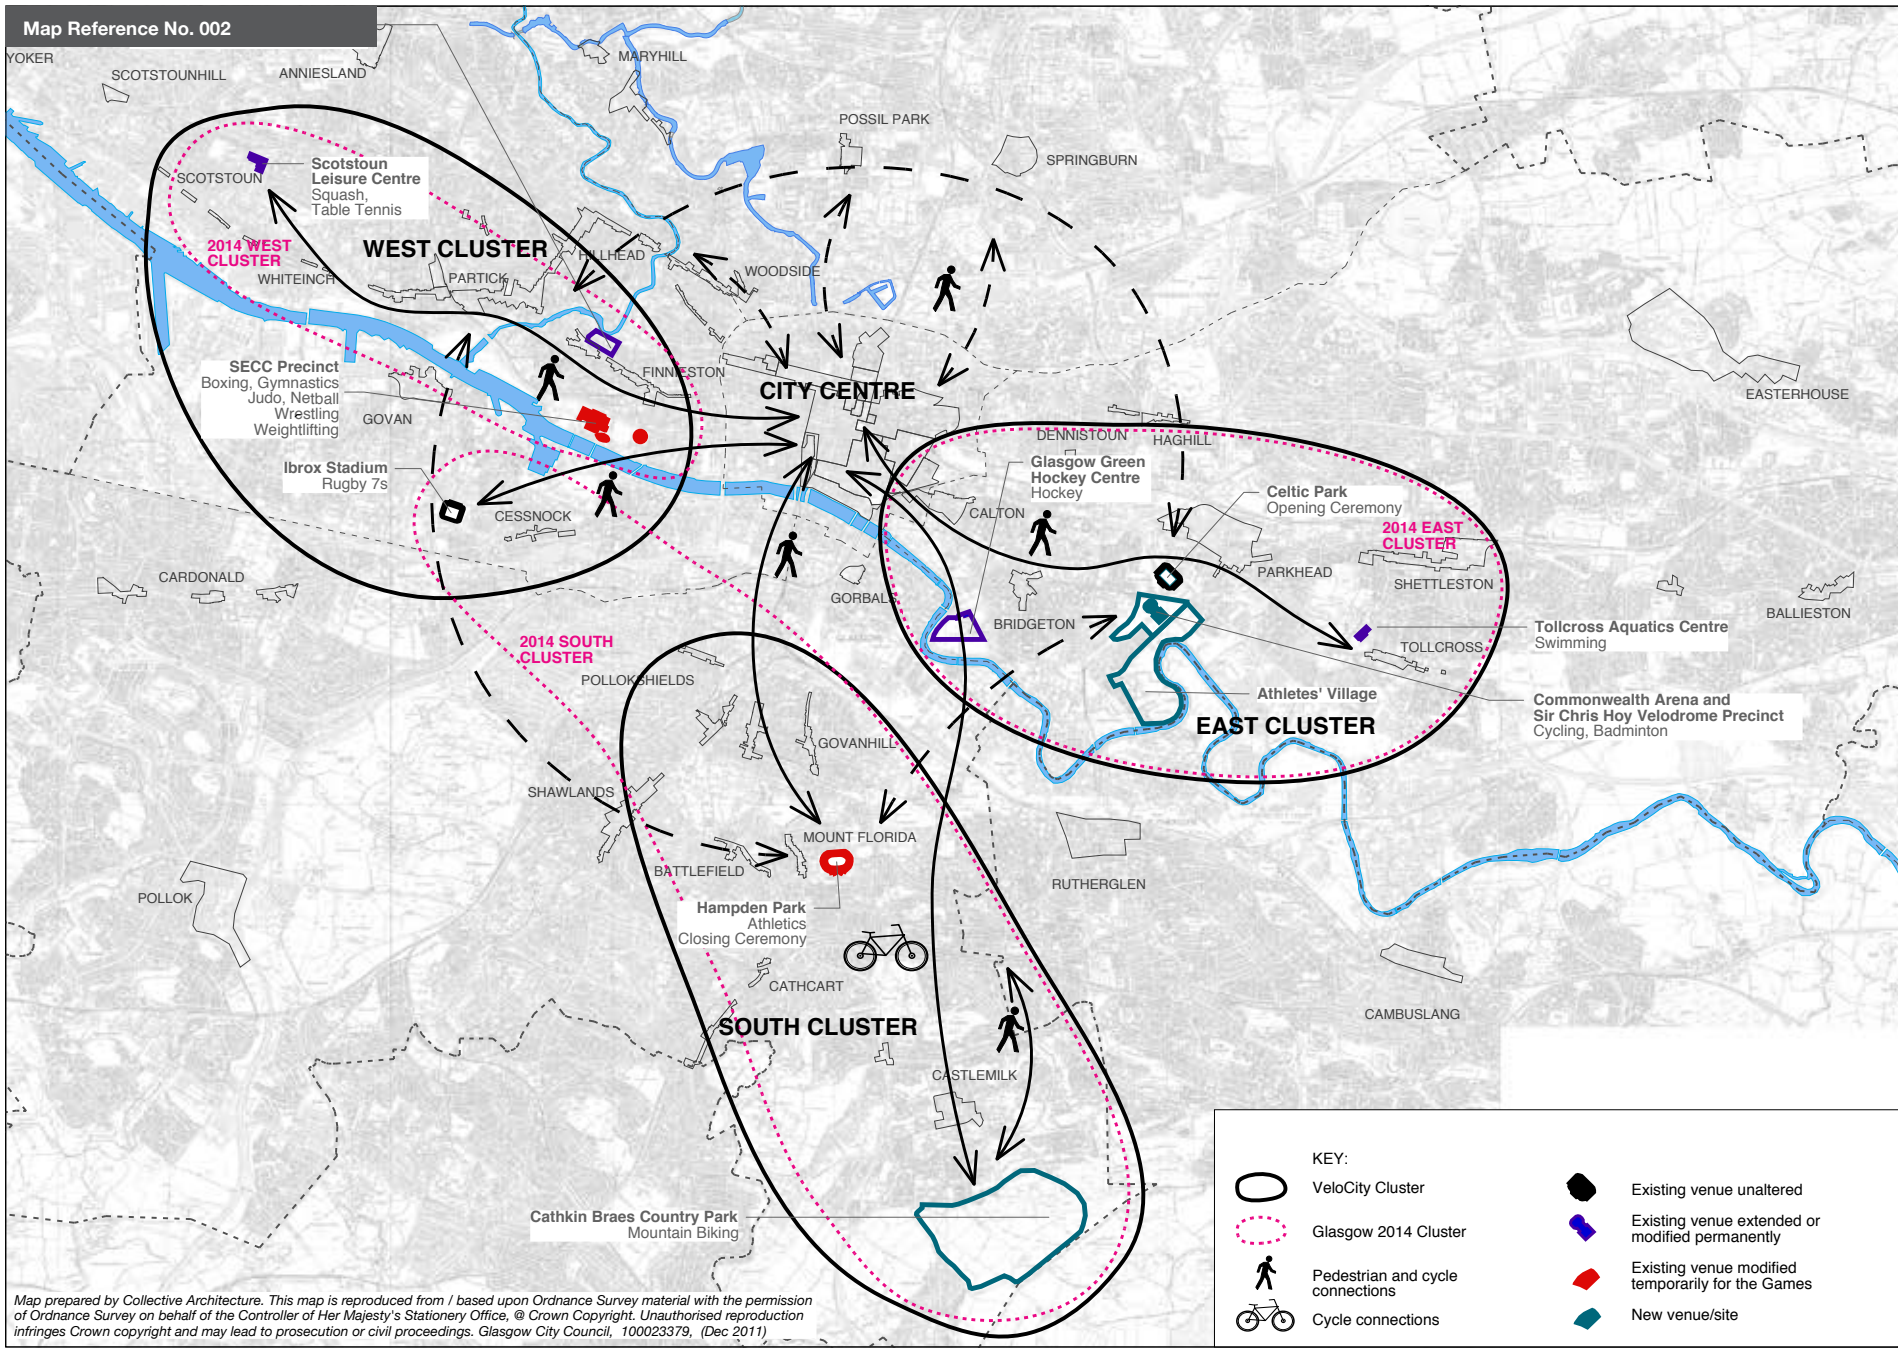 Map Reference No. 002
YOKER
SCOTSTOUNHILL
ANNIESLAND
MARYHILL
POSSIL PARK
SPRINGBURN
Scotstoun
Leisure Centre
Squash,
Table Tennis
SCOTSTOUN
2014 WEST
CLUSTER
WEST CLUSTER
HILLHEAD
WHITEINCH
PARTICK
WOODSIDE
SECC Precinct
Boxing, Gymnastics
Judo, Netball
Wrestling
Weightlifting
GOVAN
FINNIESTON
CITY CENTRE
EASTERHOUSE
DENNISTOUN
HAGHILL
Ibrox Stadium
Rugby 7s
CESSNOCK
Glasgow Green
Hockey Centre
Hockey
CALTON
Celtic Park
Opening Ceremony
2014 EAST
CLUSTER
PARKHEAD
SHETTLESTON
CARDONALD
GORBALS
BALLIESTON
BRIDGETON
TOLLCROSS
Tollcross Aquatics Centre
Swimming
2014 SOUTH
CLUSTER
POLLOKSHIELDS
Athletes' Village
EAST CLUSTER
Commonwealth Arena and
Sir Chris Hoy Velodrome Precinct
Cycling, Badminton
GOVANHILL
SHAWLANDS
MOUNT FLORIDA
BATTLEFIELD
RUTHERGLEN
POLLOK
Hampden Park
Athletics
Closing Ceremony
CATHCART
SOUTH CLUSTER
CAMBUSLANG
CASTLEMILK
Cathkin Braes Country Park
Mountain Biking
KEY:
VeloCity Cluster
Glasgow 2014 Cluster
Pedestrian and cycle
connections
Cycle connections
Existing venue unaltered
Existing venue extended or
modified permanently
Existing venue modified
temporarily for the Games
New venue/site
Map prepared by Collective Architecture. This map is reproduced from / based upon Ordnance Survey material with the permission
of Ordnance Survey on behalf of the Controller of Her Majesty's Stationery Office, @ Crown Copyright. Unauthorised reproduction
infringes Crown copyright and may lead to prosecution or civil proceedings. Glasgow City Council, 100023379, (Dec 2011)